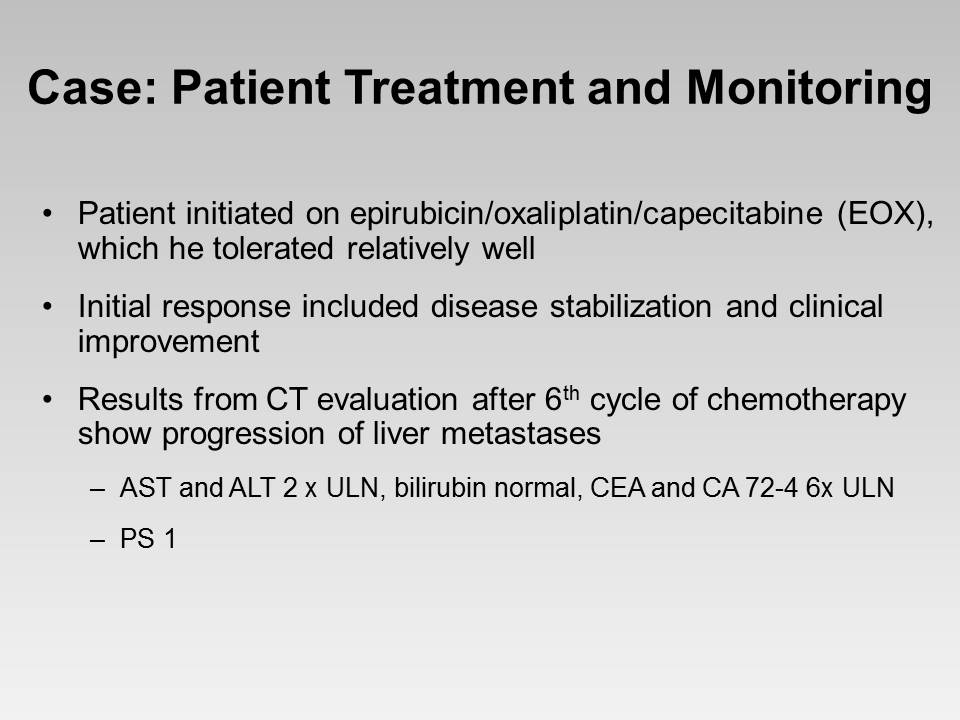 Case: Patient Treatment and Monitoring
• Patient initiated on epirubicin/oxaliplatin/capecitabine (EOX),
which he tolerated relatively well
• Initial response included disease stabilization and clinical
improvement
• Results from CT evaluation after 6th cycle of chemotherapy
show progression of liver metastases
– AST and ALT 2 x ULN, bilirubin normal, CEA and CA 72-4 6x ULN
– PS 1